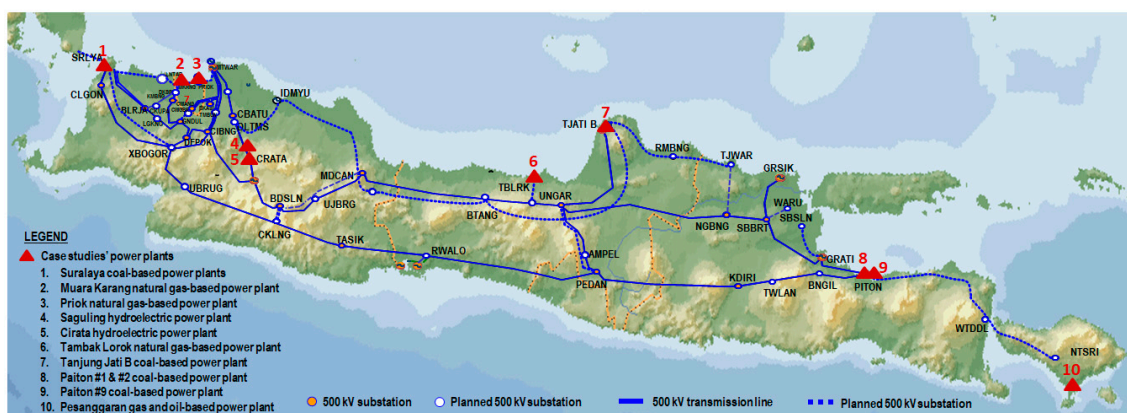 1
SRLYA
2
3
MTWAR
CLGON
BLRJA
LGKNG
GNDUL
DEPOK
CIBNG
XBOGOR
UBRUG
CBATU
DLTMS
IDMYU
4
5
CRATA
BDSLN
CKLNG
UJBRG
MDCAN
TASIK
RWALO
BTANG
6
TBLRK
UNGAR
7
TJATI B
RMBNG
TJWAR
GRSIK
WARU
SBSLN
NGBNG
SBBRT
AMPEL
PEDAN
KDIRI
TWLAN
BNGIL
GRATI
8
9
PITON
WTDDL
NTSRI
10
LEGEND
Case studies' power plants
1. Suralaya coal-based power plants
2. Muara Karang natural gas-based power plant
3. Priok natural gas-based power plant
4. Saguling hydroelectric power plant
5. Cirata hydroelectric power plant
6. Tambak Lorok natural gas-based power plant
7. Tanjung Jati B coal-based power plant
8. Paiton #1 & #2 coal-based power plant
9. Paiton #9 coal-based power plant
10. Pesanggaran gas and oil-based power plant
500 kV substation
Planned 500 kV substation
500 kV transmission line
Planned 500 kV substation